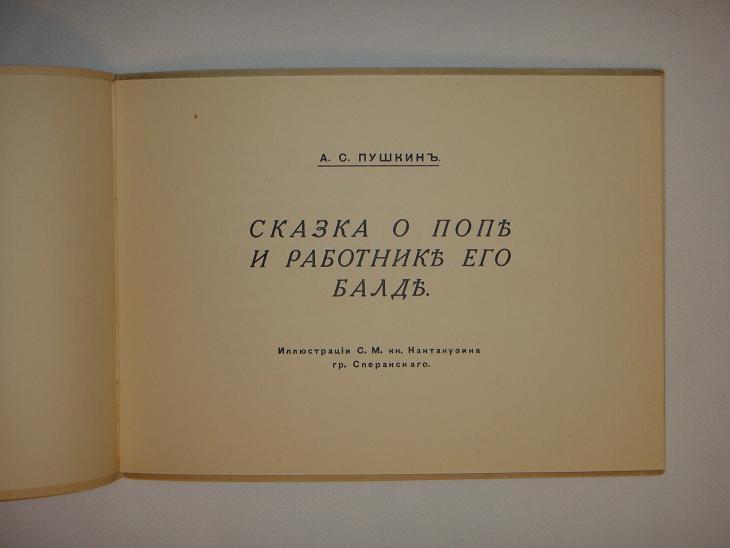 А. С. ПУШКИНЪ.
СКАЗКА О ПОПѢ
И РАБОТНИКѢ ЕГО
БАЛДѢ.
Иллюстраціи С. М. кн. Кантакузина
гр. Сперанскаго.